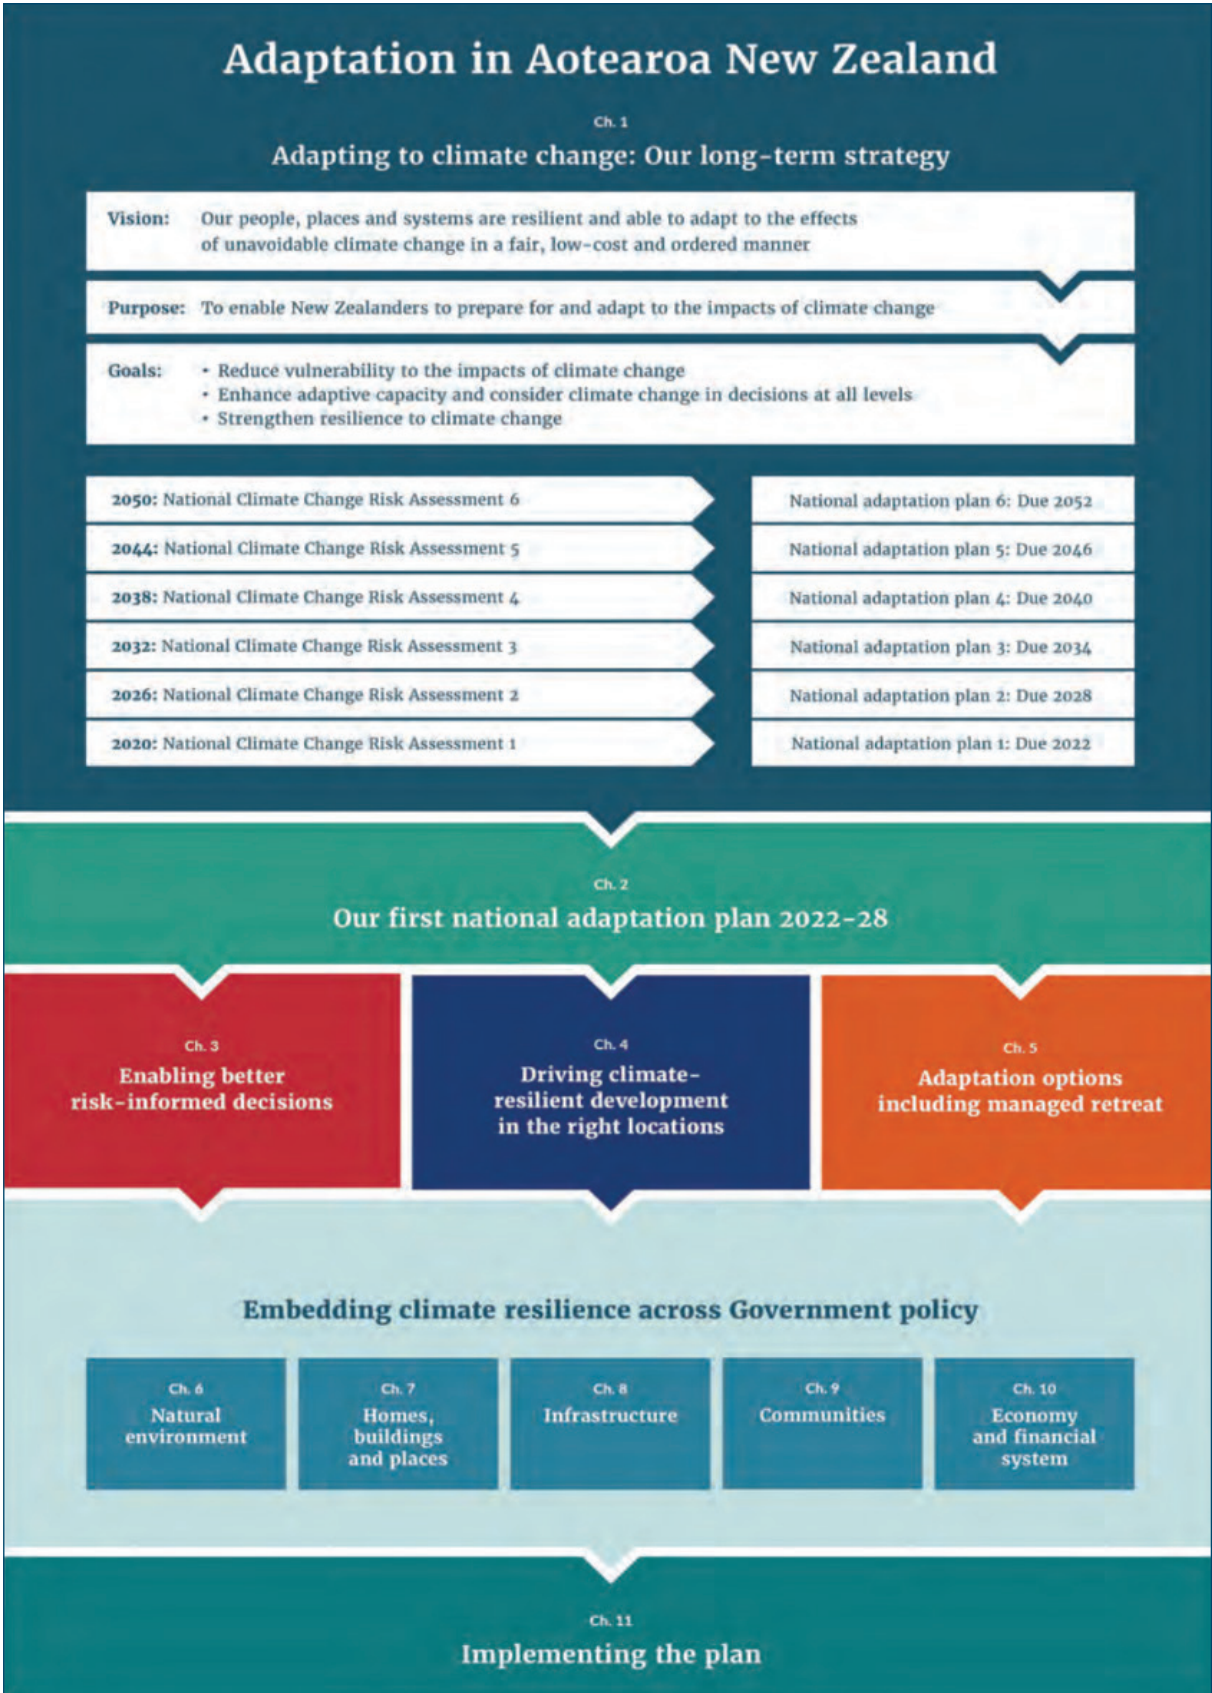 Adaptation in Aotearoa New Zealand
Ch. 1
Adapting to climate change: Our long-term strategy
Vision: Our people, places and systems are resilient and able to adapt to the effects
of unavoidable climate change in a fair, low-cost and ordered manner
Purpose: To enable New Zealanders to prepare for and adapt to the impacts of climate change
Goals: • Reduce vulnerability to the impacts of climate change
• Enhance adaptive capacity and consider climate change in decisions at all levels
• Strengthen resilience to climate change
2050: National Climate Change Risk Assessment 6
National adaptation plan 6: Due 2052
2044: National Climate Change Risk Assessment 5
National adaptation plan 5: Due 2046
2038: National Climate Change Risk Assessment 4
National adaptation plan 4: Due 2040
2032: National Climate Change Risk Assessment 3
National adaptation plan 3: Due 2034
2026: National Climate Change Risk Assessment 2
National adaptation plan 2: Due 2028
2020: National Climate Change Risk Assessment 1
National adaptation plan 1: Due 2022
Ch. 2
Our first national adaptation plan 2022-28
Ch. 3
Enabling better
risk-informed decisions
Ch. 4
Driving climate-
resilient development
in the right locations
Ch. 5
Adaptation options
including managed retreat
Embedding climate resilience across Government policy
Ch. 6
Natural
environment
Ch. 7
Homes,
buildings
and places
Ch. 8
Infrastructure
Ch. 9
Communities
Ch. 10
Economy
and financial
system
Ch. 11
Implementing the plan